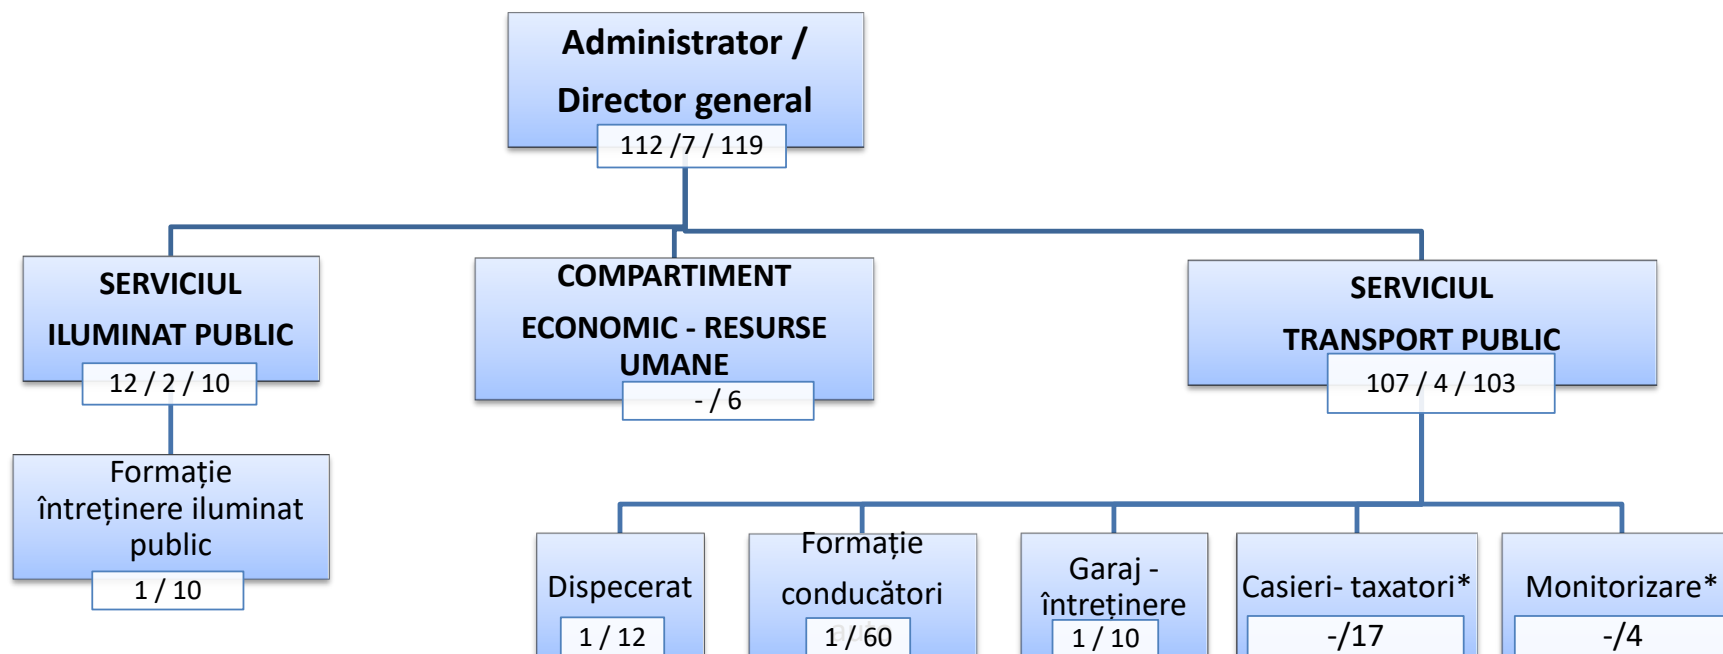 Administrator /
Director general
112 /7 / 119
SERVICIUL
ILUMINAT PUBLIC
12 / 2 / 10
COMPARTIMENT
ECONOMIC - RESURSE
UMANE
- / 6
SERVICIUL
TRANSPORT PUBLIC
107 / 4 / 103
Formație
întreținere iluminat
public
1 / 10
Dispecerat
1 / 12
Formație
conducători
auto
1 / 60
Garaj -
întreținere
1 / 10
Casieri- taxatori*
-/17
Monitorizare*
-/4